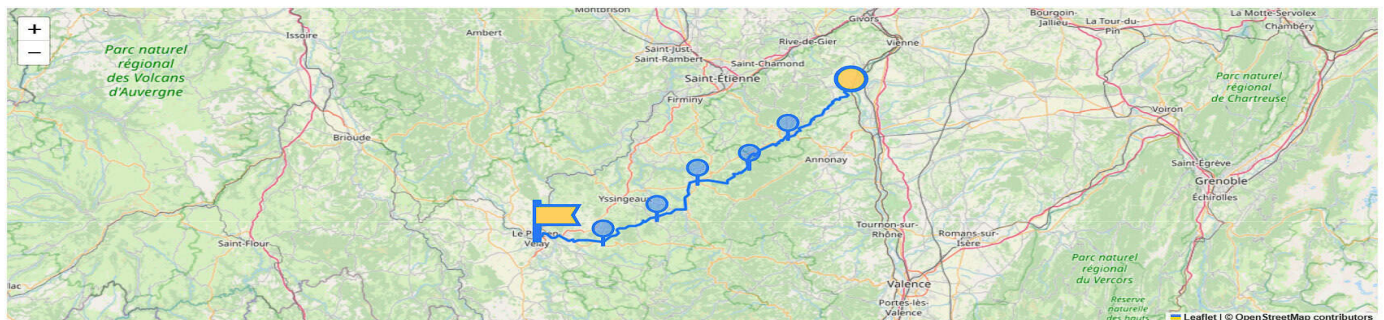 +
−
Parc naturel
régional
des Volcans
d'Auvergne
Issoire
Ambert
Montbrison
Saint-Just-
Saint-Rambert
Rive-de-Gier
Givors
Vienne
Bourgoin-
Jallieu
La Tour-du-
Pin
La Motte-Servolex
Chambéry
Saint-Chamond
Saint-Étienne
Firminy
Parc naturel
régional
de Chartreuse
Voiron
Brioude
Annonay
Saint-Égrève
Grenoble
Échirolles
Yssingeaux
Le Puy-en-
Velay
Saint-Flour
Tournon-sur-
Rhône
Romans-sur-
Isère
Parc naturel
régional
du Vercors
Valence
Portes-lès-
Valence
Réserve
naturelle
des hauts
lac
Leaflet | © OpenStreetMap contributors